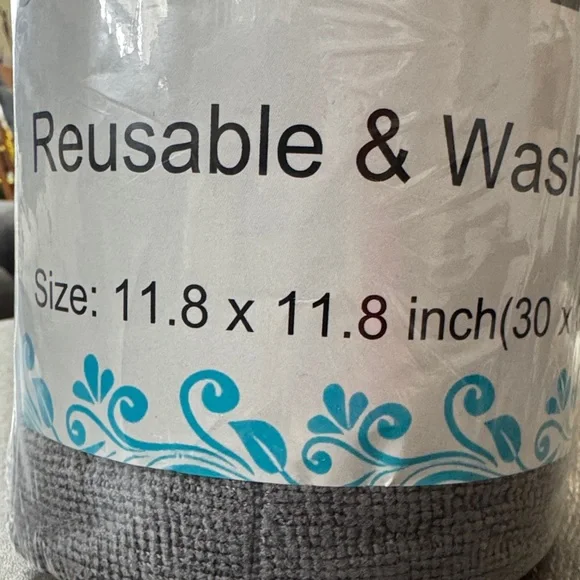 Reusable & Wash
Size: 11.8 x 11.8 inch(30 x